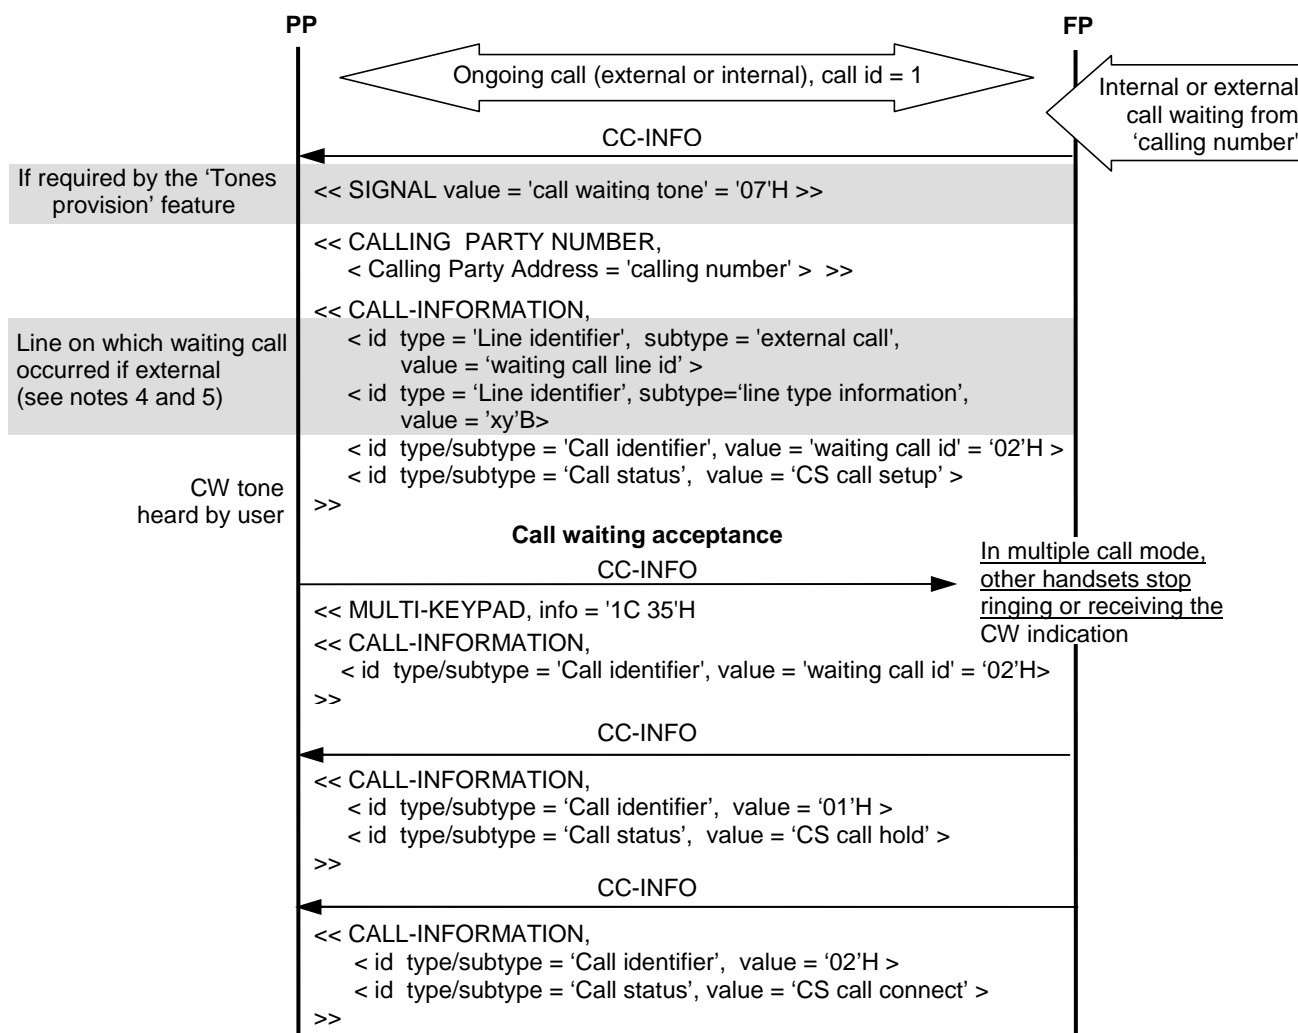 PP
FP
Ongoing call (external or internal), call id = 1
Internal or external
call waiting from
‘calling number'
CC-INFO
If required by the ‘Tones
provision’ feature
<< SIGNAL value = 'call waiting tone' = '07'H >>
<< CALLING PARTY NUMBER,
< Calling Party Address = 'calling number' > >>
<< CALL-INFORMATION,
Line on which waiting call
occurred if external
(see notes 4 and 5)
< id type = 'Line identifier', subtype = 'external call',
value = ‘waiting call line id’ >
< id type = ‘Line identifier’, subtype=‘line type information’,
value = ’xy’B>
< id type/subtype = 'Call identifier', value = 'waiting call id' = ‘02’H >
< id type/subtype = ‘Call status’, value = ‘CS call setup’ >
>>
CW tone
heard by user
Call waiting acceptance
CC-INFO
In multiple call mode,
other handsets stop
ringing or receiving the
CW indication
<< MULTI-KEYPAD, info = '1C 35'H
<< CALL-INFORMATION,
< id type/subtype = 'Call identifier', value = 'waiting call id' = ‘02’H>
>>
CC-INFO
<< CALL-INFORMATION,
< id type/subtype = ‘Call identifier’, value = ‘01’H >
< id type/subtype = ‘Call status’, value = ‘CS call hold’ >
>>
CC-INFO
<< CALL-INFORMATION,
< id type/subtype = ‘Call identifier’, value = ‘02’H >
< id type/subtype = ‘Call status’, value = ‘CS call connect’ >
>>